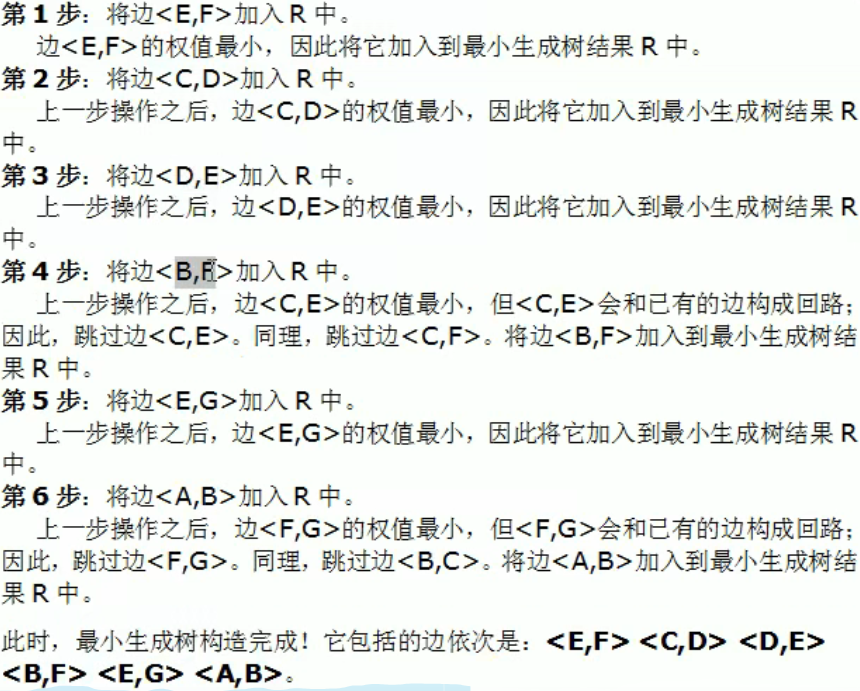 第1步：将边<E,F>加入R中。
边<E,F>的权值最小，因此将它加入到最小生成树结果R中。
第2步：将边<C,D>加入R中。
上一步操作之后，边<C,D>的权值最小，因此将它加入到最小生成树结果R
中。
第3步：将边<D,E>加入R中。
上一步操作之后，边<D,E>的权值最小，因此将它加入到最小生成树结果R
中。
第4步：将边<B,F>加入R中。
上一步操作之后，边<C,E>的权值最小，但<C,E>会和已有的边构成回路；
因此，跳过边<C,E>。同理，跳过边<C,F>。将边<B,F>加入到最小生成树结
果R中。
第5步：将边<E,G>加入R中。
上一步操作之后，边<E,G>的权值最小，因此将它加入到最小生成树结果R
中。
第6步：将边<A,B>加入R中。
上一步操作之后，边<F,G>的权值最小，但<F,G>会和已有的边构成回路；
因此，跳过边<F,G>。同理，跳过边<B,C>。将边<A,B>加入到最小生成树结
果R中。
此时，最小生成树构造完成！它包括的边依次是：<E,F> <C,D> <D,E>
<B,F> <E,G> <A,B>。